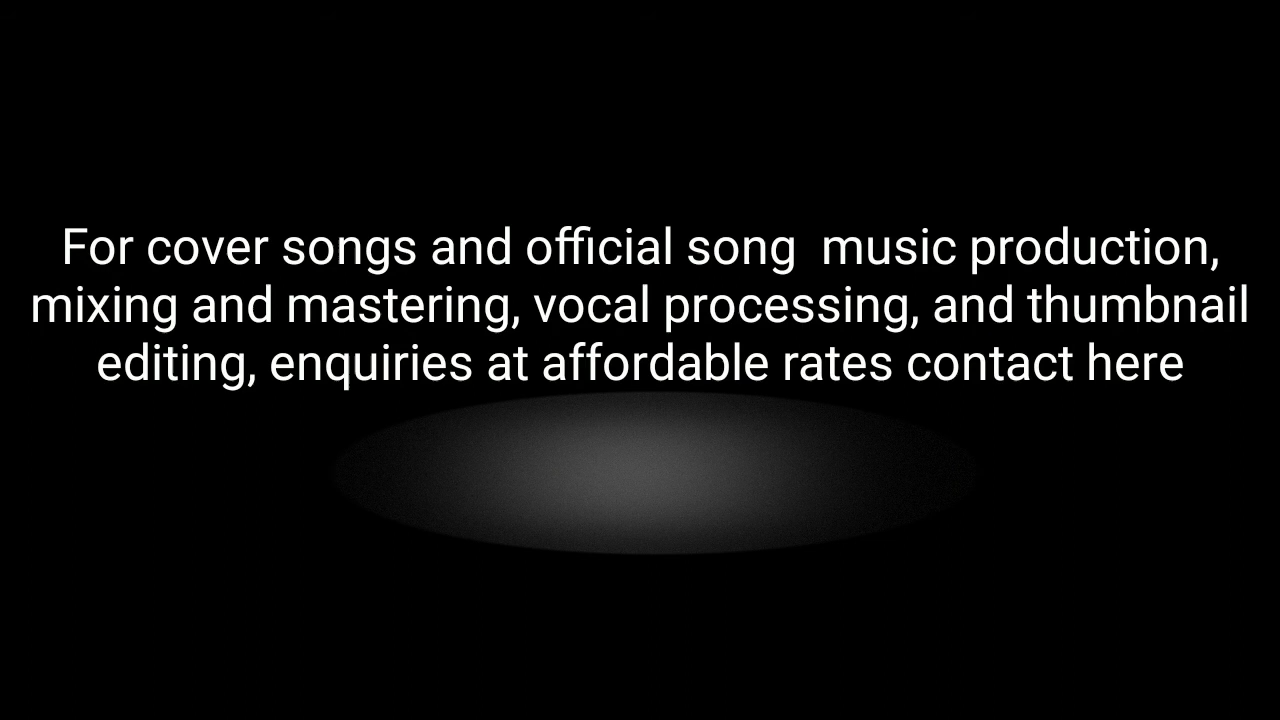 For cover songs and official song  music production,
mixing and mastering, vocal processing, and thumbnail
editing, enquiries at affordable rates contact here